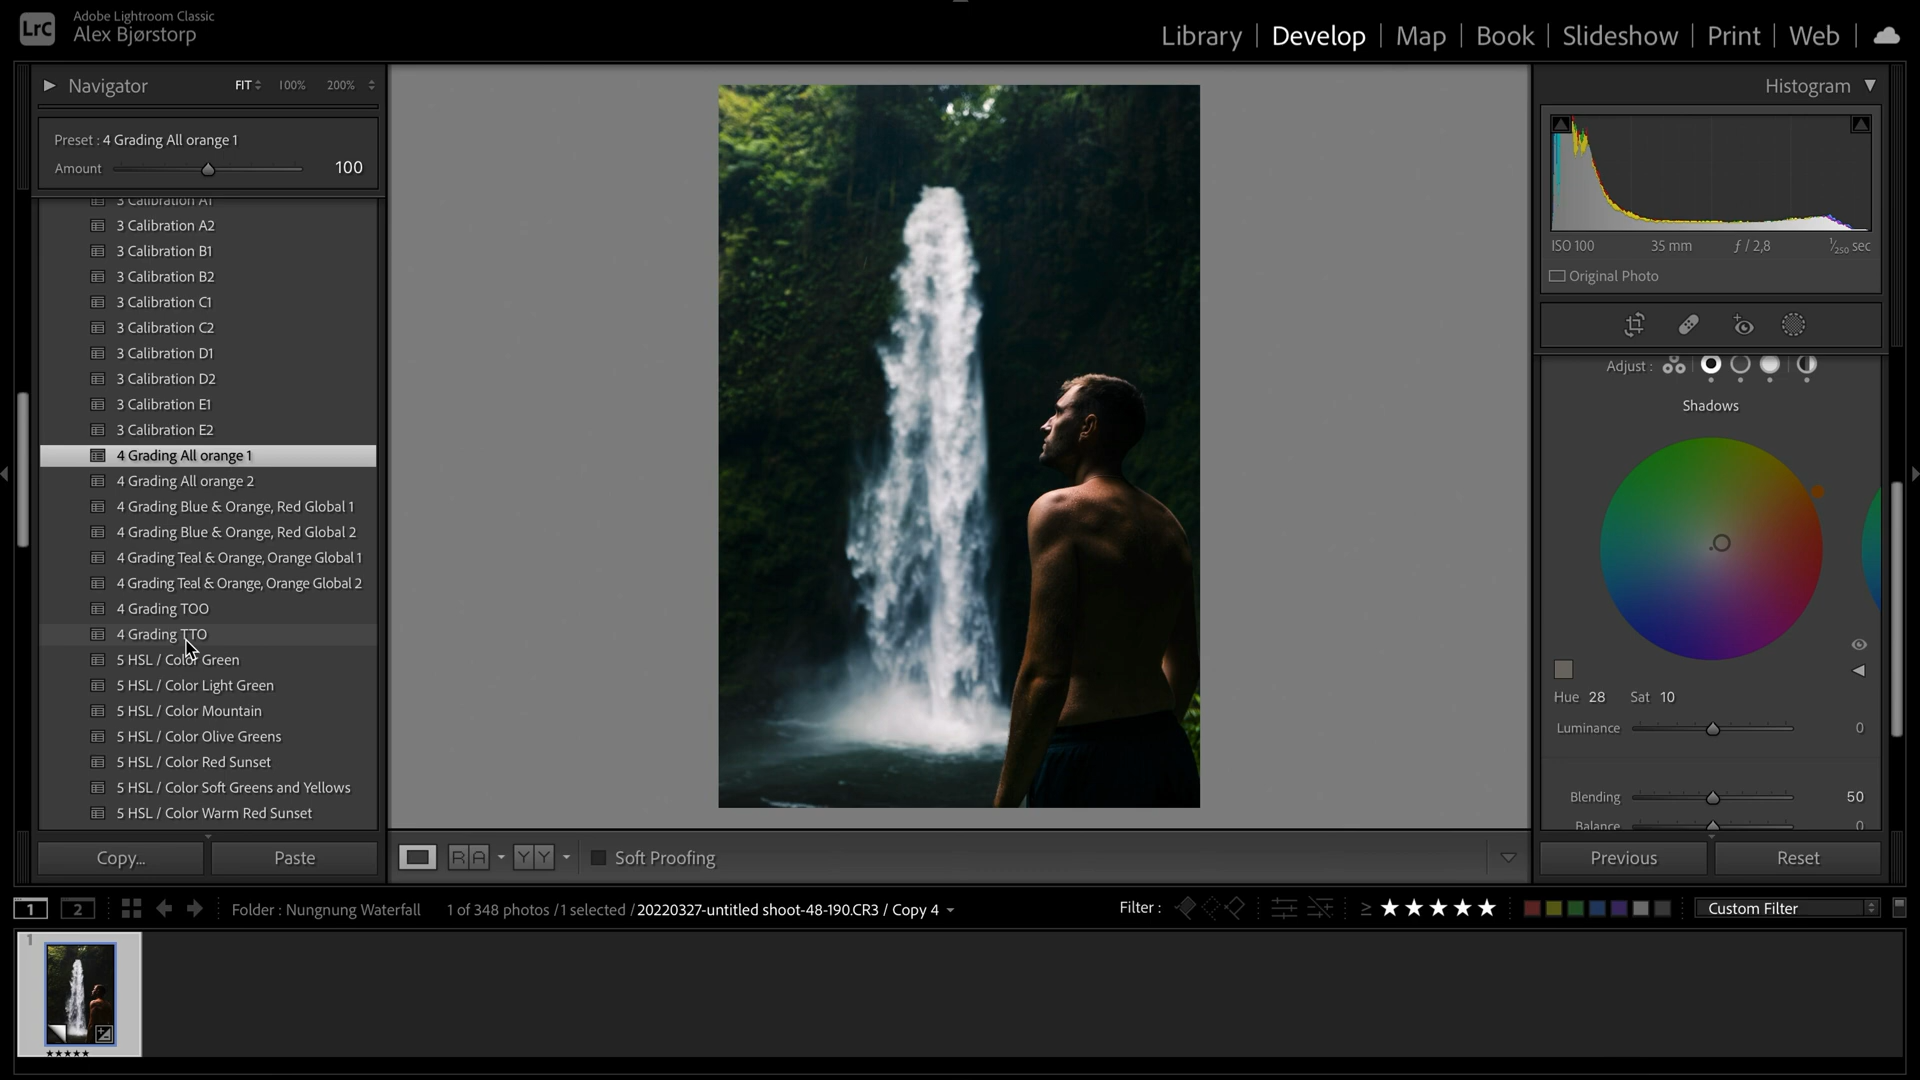 LrC
Adobe Lightroom Classic
Alex Bjørstorp
Library | Develop | Map | Book | Slideshow | Print | Web
Navigator FIT 100% 200%
Preset : 4 Grading All orange 1
Amount 100
3 Calibration A1
3 Calibration A2
3 Calibration B1
3 Calibration B2
3 Calibration C1
3 Calibration C2
3 Calibration D1
3 Calibration D2
3 Calibration E1
3 Calibration E2
4 Grading All orange 1
4 Grading All orange 2
4 Grading Blue & Orange, Red Global 1
4 Grading Blue & Orange, Red Global 2
4 Grading Teal & Orange, Orange Global 1
4 Grading Teal & Orange, Orange Global 2
4 Grading TOO
4 Grading TTO
5 HSL / Color Green
5 HSL / Color Light Green
5 HSL / Color Mountain
5 HSL / Color Olive Greens
5 HSL / Color Red Sunset
5 HSL / Color Soft Greens and Yellows
5 HSL / Color Warm Red Sunset
Copy... Paste
R A Y Y Soft Proofing
Histogram
ISO 100 35 mm ƒ / 2,8 1/250 sec
Original Photo
Adjust :
Shadows
Hue 28 Sat 10
Luminance 0
Blending 50
Balance 0
Previous Reset
1 2 Folder : Nungnung Waterfall 1 of 348 photos / 1 selected / 20220327-untitled shoot-48-190.CR3 / Copy 4 Filter : ≥ ★★★★★ Custom Filter
1
★★★★★